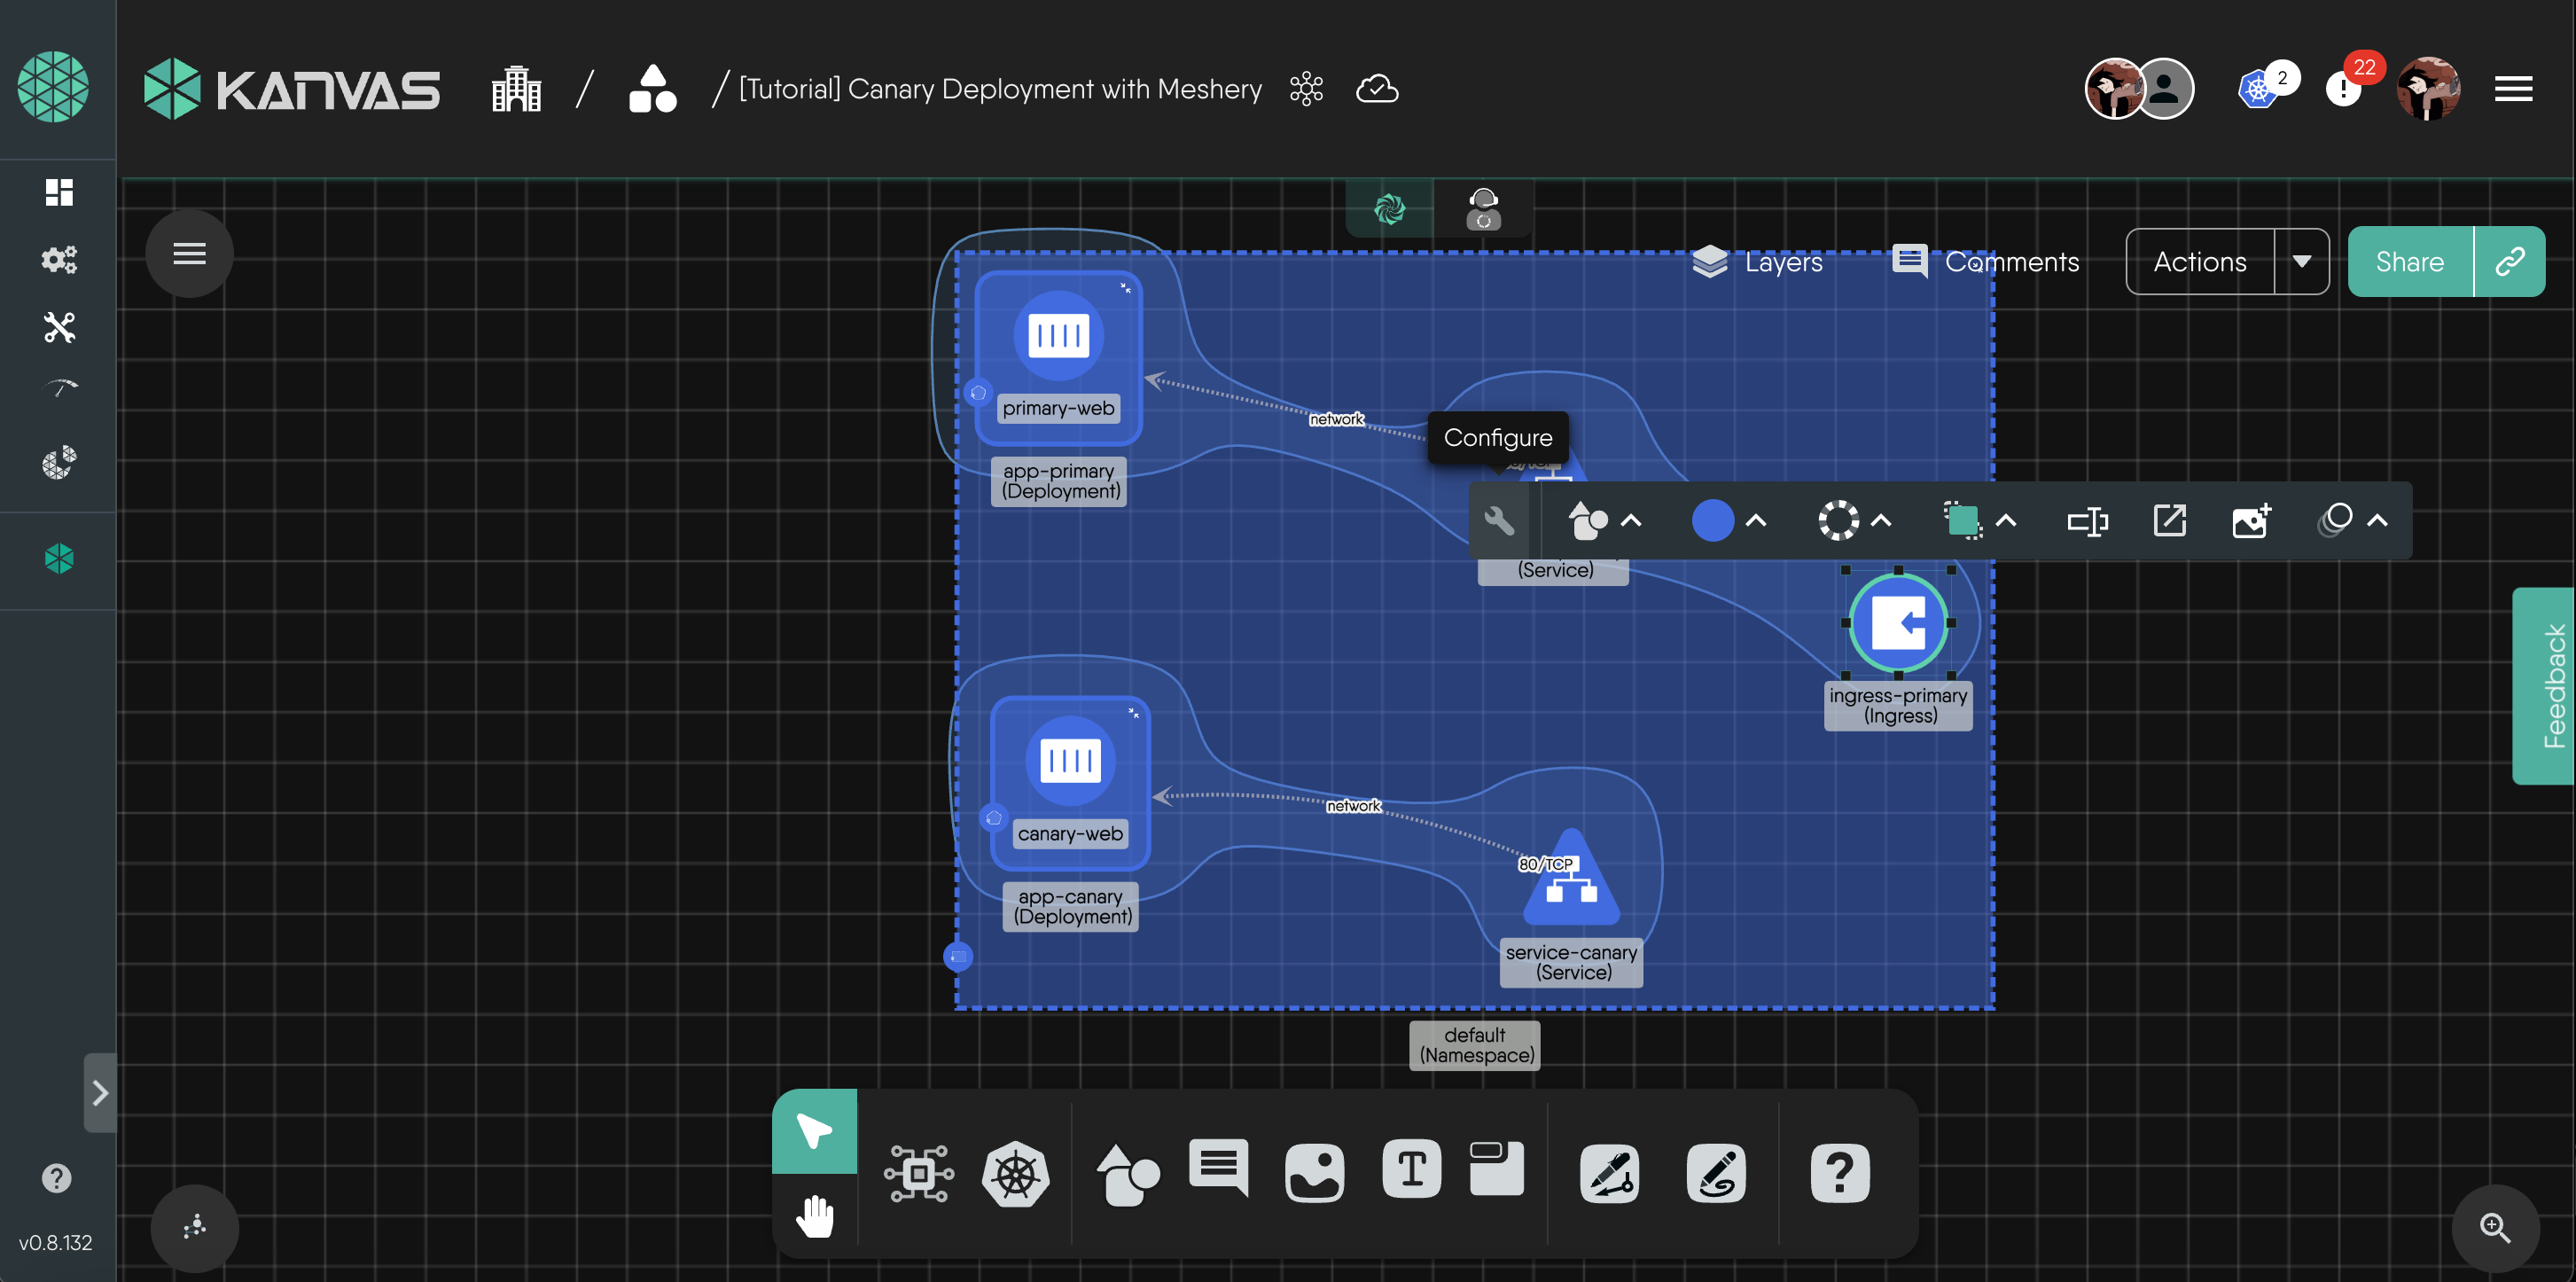 KANVAS
/
/ [Tutorial] Canary Deployment with Meshery
2
22
Layers
Comments
Actions
Share
primary-web
app-primary
(Deployment)
network
Configure
(Service)
ingress-primary
(Ingress)
Feedback
canary-web
app-canary
(Deployment)
network
80/TCP
service-canary
(Service)
default
(Namespace)
T
?
?
v0.8.132